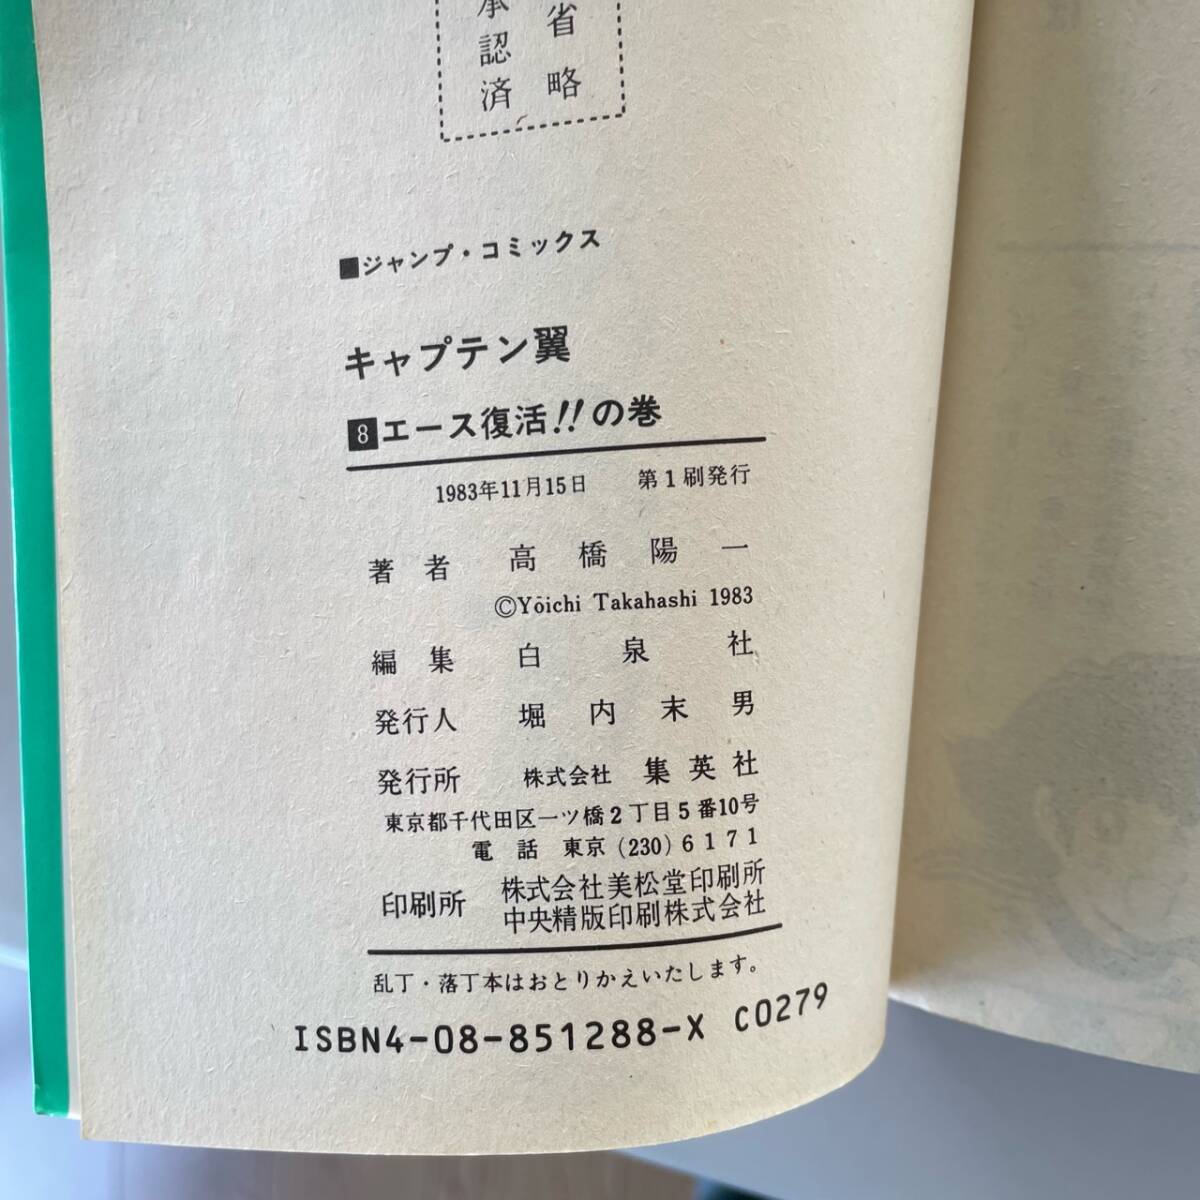 省略
承認済
■ジャンプ・コミックス
キャプテン翼
8エース復活!!の巻
1983年11月15日 第1刷発行
著者 高橋陽一
©Yōichi Takahashi 1983
編集 白泉社
発行人 堀内末男
発行所 株式会社 集英社
東京都千代田区一ツ橋2丁目5番10号
電話 東京(230)6171
印刷所 株式会社美松堂印刷所
中央精版印刷株式会社
乱丁・落丁本はおとりかえいたします。
ISBN4-08-851288-X C0279